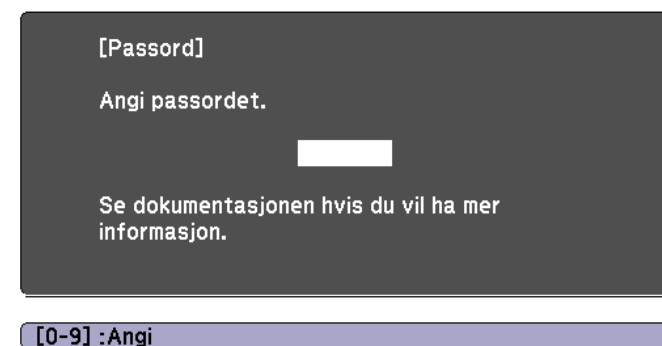 [Passord]
Angi passordet.
Se dokumentasjonen hvis du vil ha mer
informasjon.
[0-9] :Angi